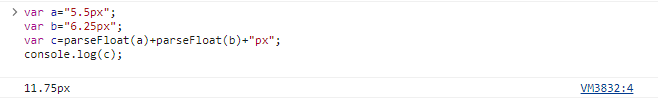 > var a="5.5px";
var b="6.25px";
var c=parseFloat(a)+parseFloat(b)+"px";
console.log(c);
11.75px VM3832:4